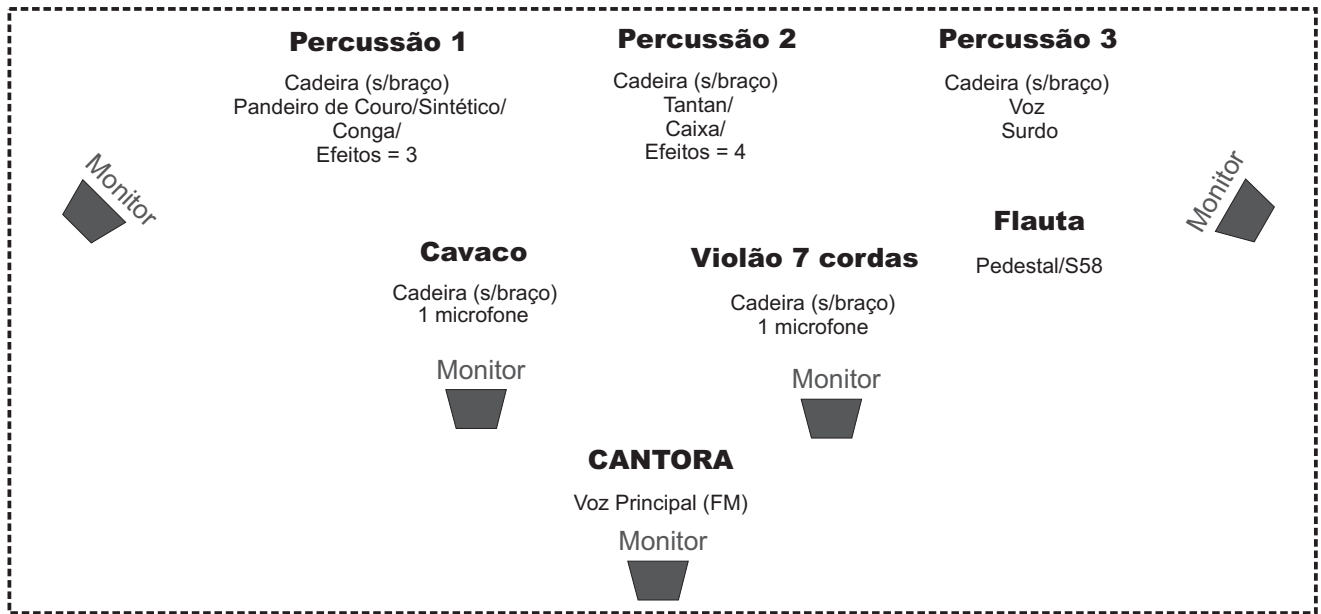 Percussão 1
Cadeira (s/braço)
Pandeiro de Couro/Sintético/
Conga/
Efeitos = 3
Percussão 2
Cadeira (s/braço)
Tantan/
Caixa/
Efeitos = 4
Percussão 3
Cadeira (s/braço)
Voz
Surdo
Monitor
Monitor
Cavaco
Cadeira (s/braço)
1 microfone
Violão 7 cordas
Cadeira (s/braço)
1 microfone
Flauta
Pedestal/S58
Monitor
Monitor
CANTORA
Voz Principal (FM)
Monitor